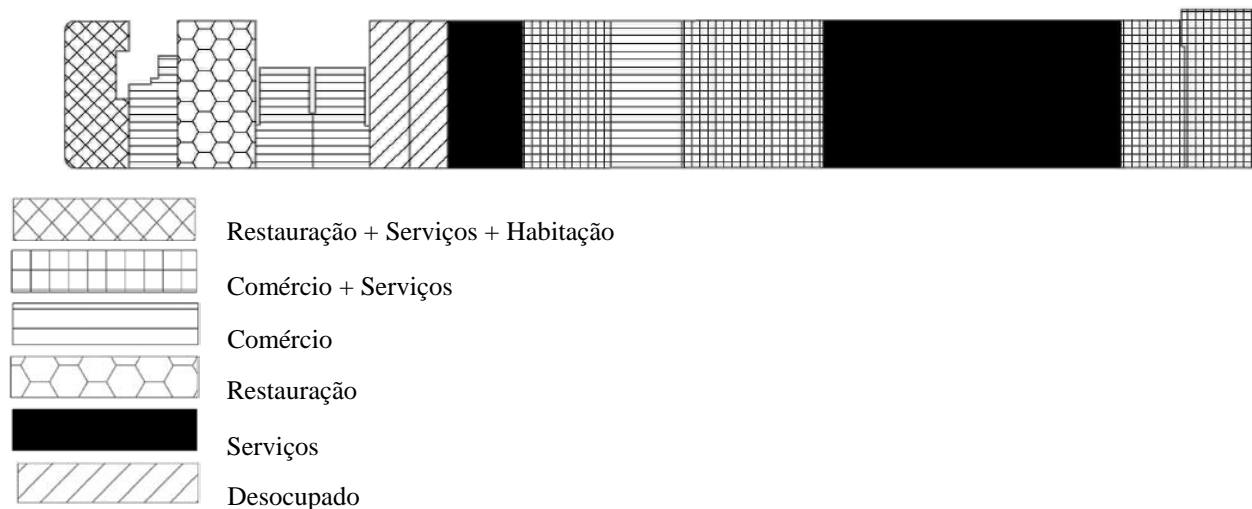 Restauração + Serviços + Habitação
Comércio + Serviços
Comércio
Restauração
Serviços
Desocupado